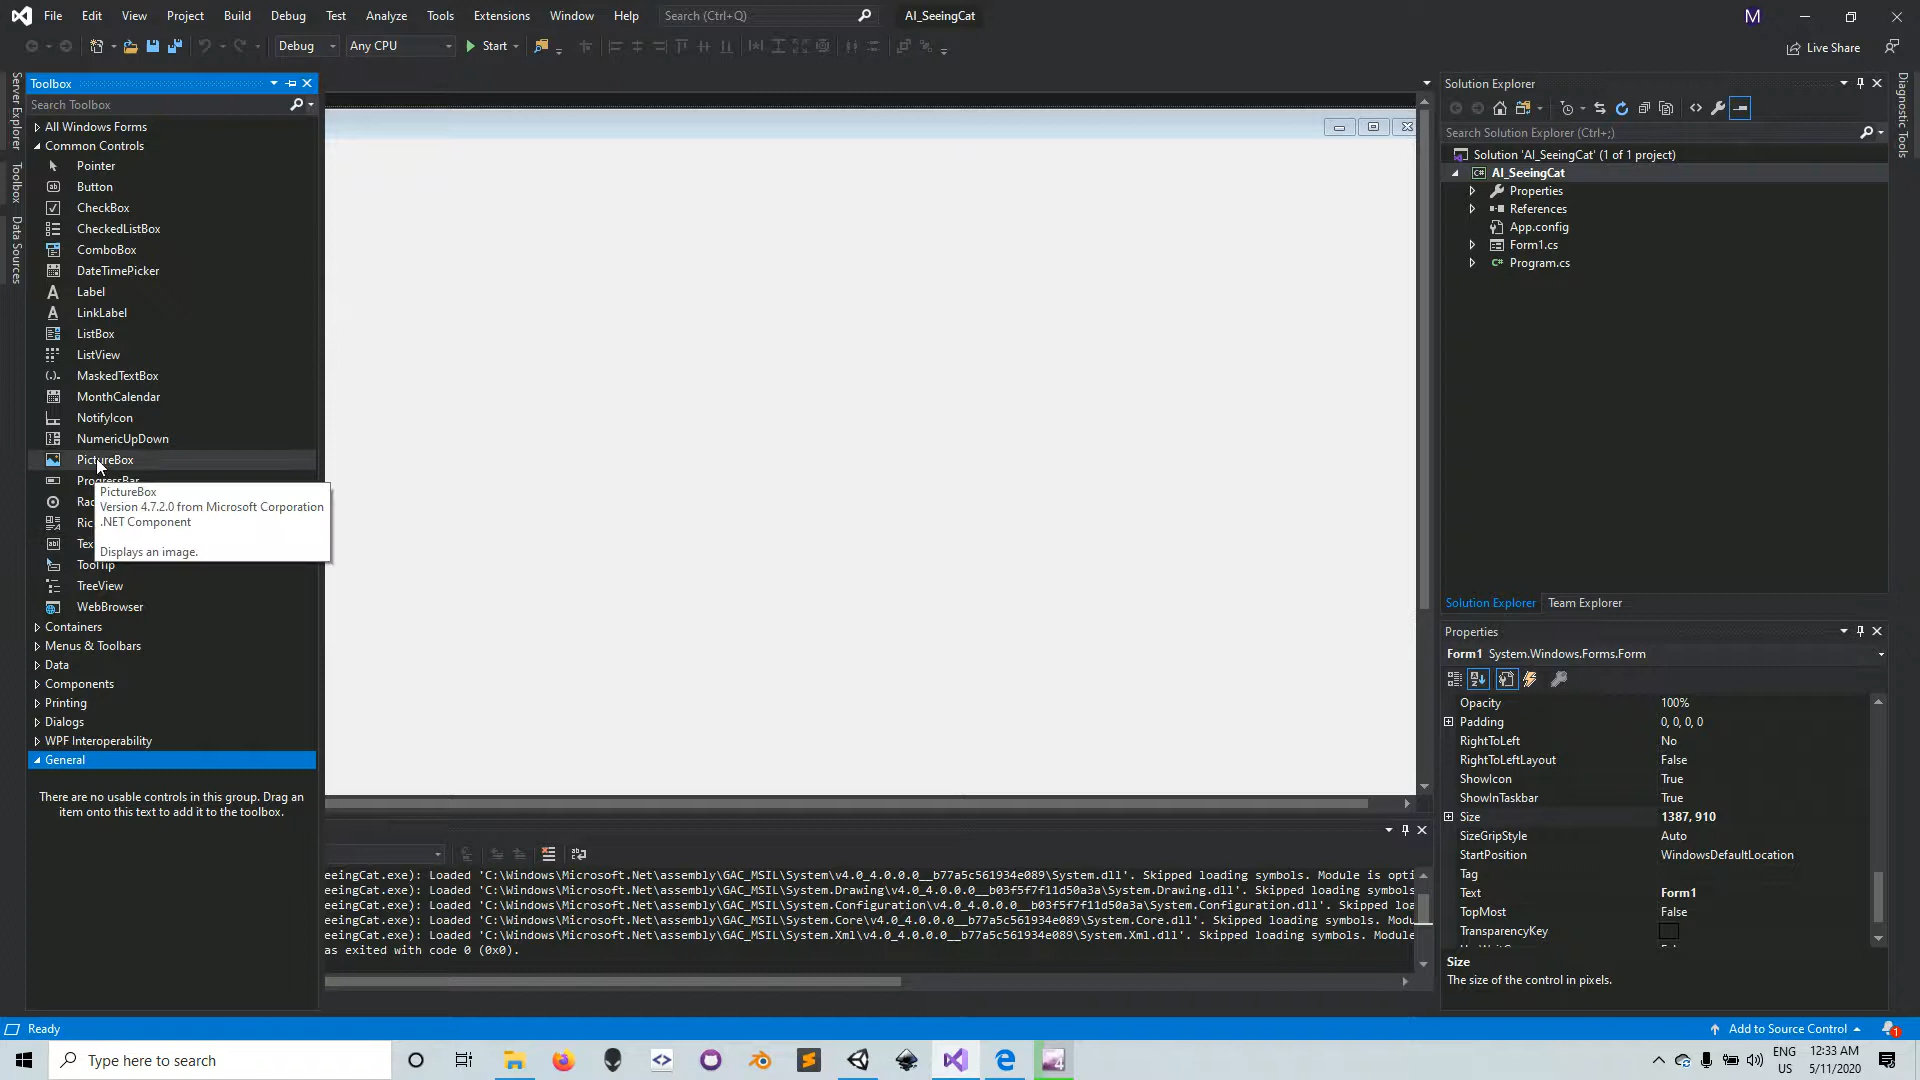 File Edit View Project Build Debug Test Analyze Tools Extensions Window Help Search (Ctrl+Q) AI_SeeingCat M
Debug Any CPU Start Live Share
Server Explorer
Toolbox
Data Sources
Toolbox
Search Toolbox
All Windows Forms
Common Controls
Pointer
Button
CheckBox
CheckedListBox
ComboBox
DateTimePicker
Label
LinkLabel
ListBox
ListView
MaskedTextBox
MonthCalendar
NotifyIcon
NumericUpDown
PictureBox
ProgressBar
Rad
Ric
Tex
ToolTip
TreeView
WebBrowser
PictureBox
Version 4.7.2.0 from Microsoft Corporation
.NET Component
Displays an image.
Containers
Menus & Toolbars
Data
Components
Printing
Dialogs
WPF Interoperability
General
There are no usable controls in this group. Drag an
item onto this text to add it to the toolbox.
eeingCat.exe): Loaded 'C:\Windows\Microsoft.Net\assembly\GAC_MSIL\System\v4.0_4.0.0.0__b77a5c561934e089\System.dll'. Skipped loading symbols. Module is opti
eeingCat.exe): Loaded 'C:\Windows\Microsoft.Net\assembly\GAC_MSIL\System.Drawing\v4.0_4.0.0.0__b03f5f7f11d50a3a\System.Drawing.dll'. Skipped loading symbols
eeingCat.exe): Loaded 'C:\Windows\Microsoft.Net\assembly\GAC_MSIL\System.Configuration\v4.0_4.0.0.0__b03f5f7f11d50a3a\System.Configuration.dll'. Skipped loa
eeingCat.exe): Loaded 'C:\Windows\Microsoft.Net\assembly\GAC_MSIL\System.Core\v4.0_4.0.0.0__b77a5c561934e089\System.Core.dll'. Skipped loading symbols. Modu
eeingCat.exe): Loaded 'C:\Windows\Microsoft.Net\assembly\GAC_MSIL\System.Xml\v4.0_4.0.0.0__b77a5c561934e089\System.Xml.dll'. Skipped loading symbols. Module
as exited with code 0 (0x0).
Solution Explorer
Search Solution Explorer (Ctrl+;)
Solution 'AI_SeeingCat' (1 of 1 project)
AI_SeeingCat
Properties
References
App.config
Form1.cs
Program.cs
Solution Explorer Team Explorer
Properties
Form1 System.Windows.Forms.Form
Opacity 100%
Padding 0, 0, 0, 0
RightToLeft No
RightToLeftLayout False
ShowIcon True
ShowInTaskbar True
Size 1387, 910
SizeGripStyle Auto
StartPosition WindowsDefaultLocation
Tag
Text Form1
TopMost False
TransparencyKey
Size
The size of the control in pixels.
Diagnostic Tools
Ready Add to Source Control 1
Type here to search
ENG 12:33 AM
US 5/11/2020